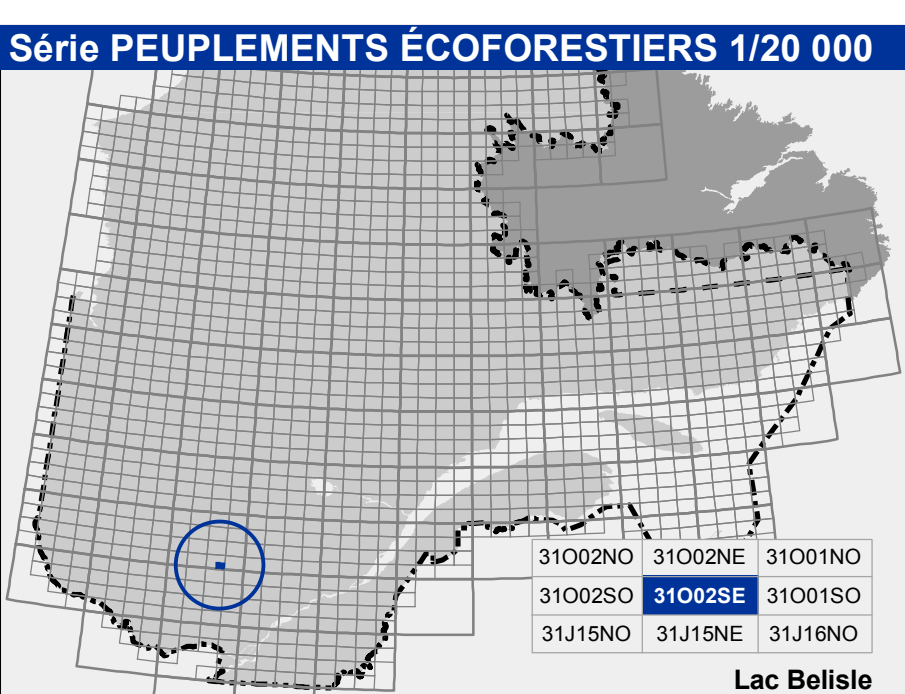 Série PEUPLEMENTS ÉCOFORESTIERS 1/20 000
31O02NO 31O02NE 31O01NO
31O02SO 31O02SE 31O01SO
31J15NO 31J15NE 31J16NO
Lac Belisle